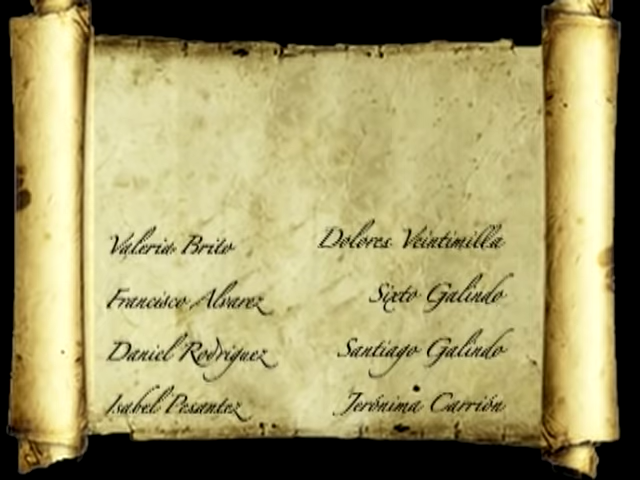 Valeria Brito Dolores Veintimilla
Francisco Alvarez Sixto Galindo
Daniel Rodriguez Santiago Galindo
Isabel Pesantez Jerónima Carrión